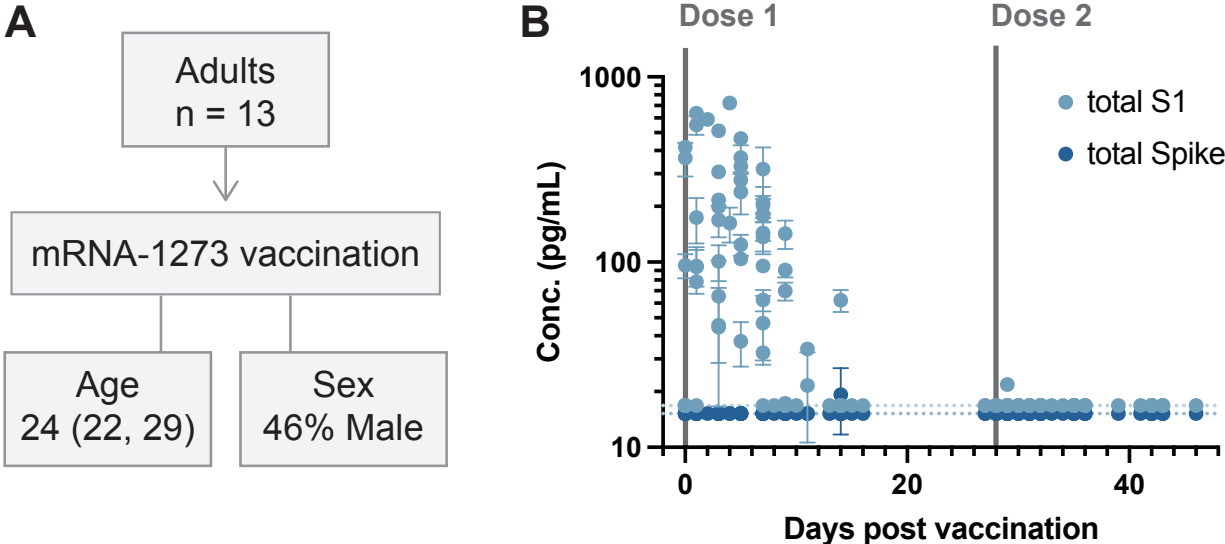 A
Adults
n = 13
mRNA-1273 vaccination
Age
24 (22, 29)
Sex
46% Male
B
Dose 1
Dose 2
1000
100
10
Conc. (pg/mL)
total S1
total Spike
0
20
40
Days post vaccination